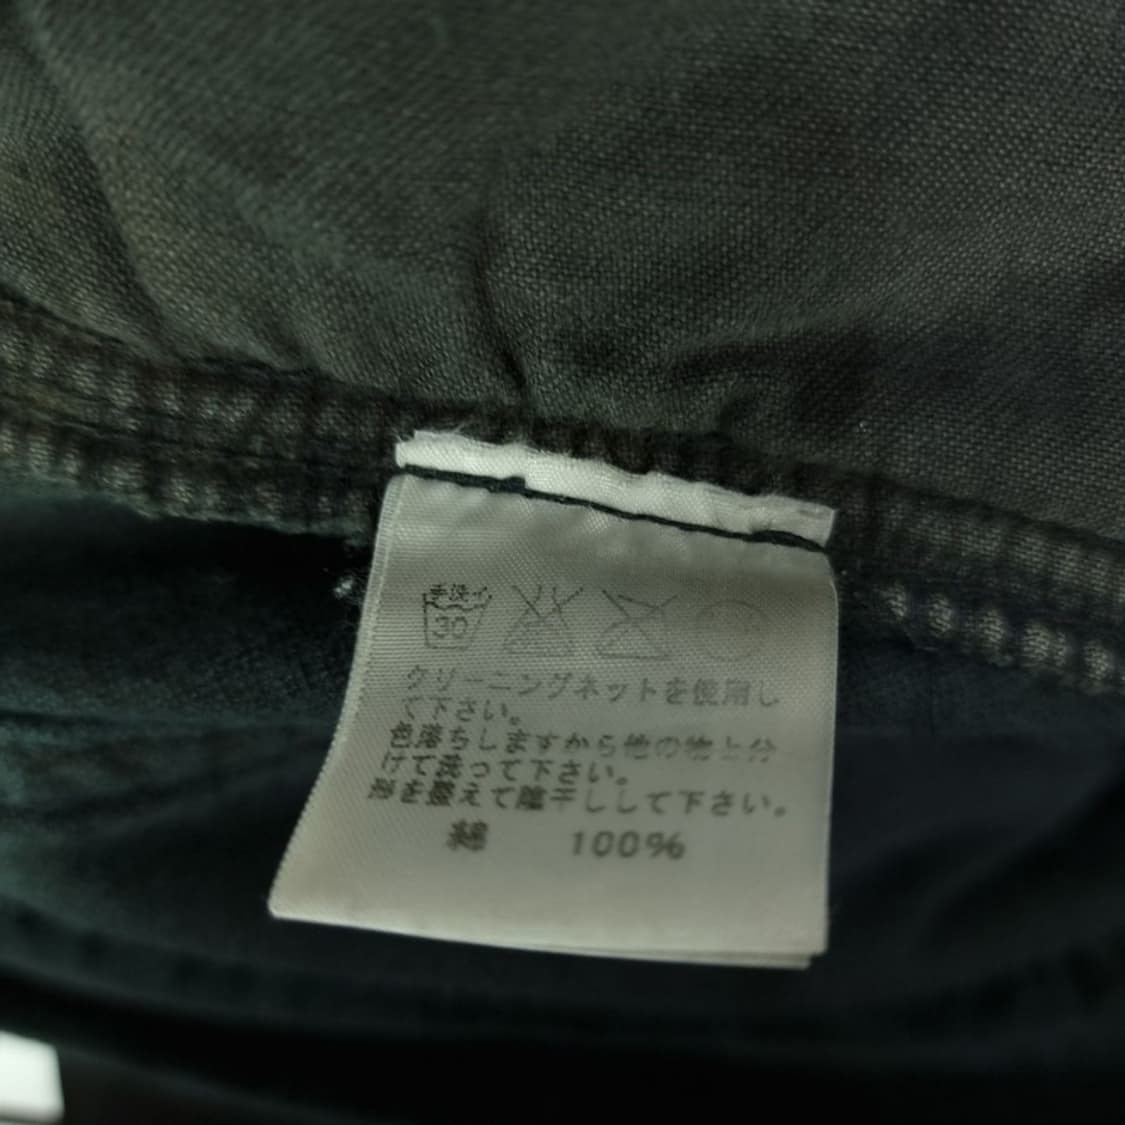 手洗イ
30
クリーニングネットを使用し
て下さい。
色落ちしますから他の物と分
けて洗って下さい。
形を整えて陰干しして下さい。
綿 100%